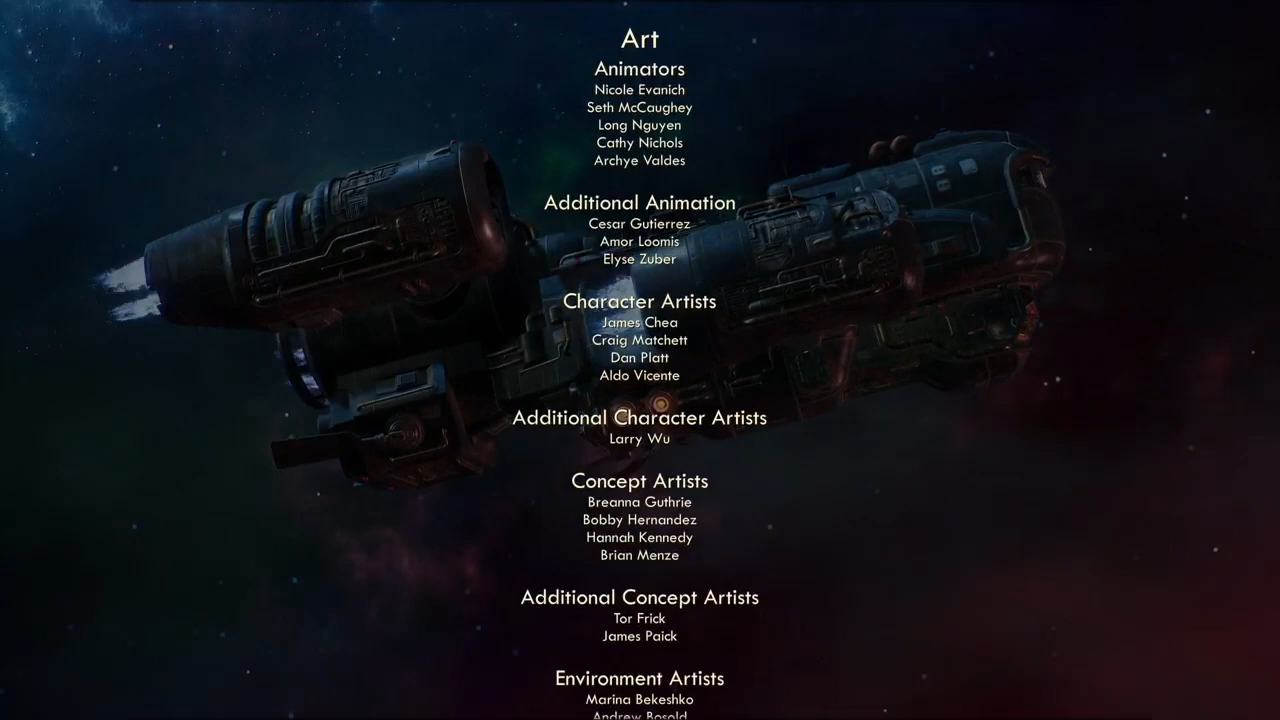 Art
Animators
Nicole Evanich
Seth McCaughey
Long Nguyen
Cathy Nichols
Archye Valdes
Additional Animation
Cesar Gutierrez
Amor Loomis
Elyse Zuber
Character Artists
James Chea
Craig Matchett
Dan Platt
Aldo Vicente
Additional Character Artists
Larry Wu
Concept Artists
Breanna Guthrie
Bobby Hernandez
Hannah Kennedy
Brian Menze
Additional Concept Artists
Tor Frick
James Paick
Environment Artists
Marina Bekeshko
Andrew Bosold